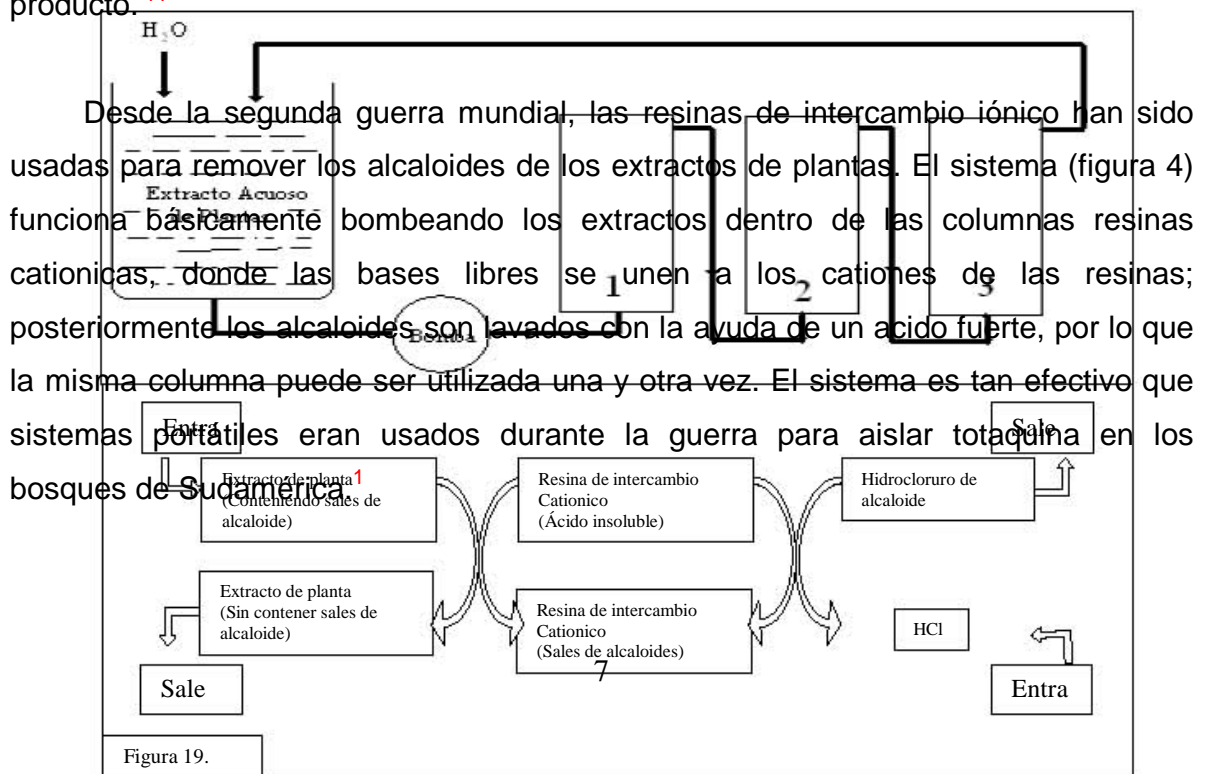 producto.
H2O
Desde la segunda guerra mundial, las resinas de intercambio iónico han sido
usadas para remover los alcaloides de los extractos de plantas. El sistema (figura 4)
funciona básicamente bombeando los extractos dentro de las columnas resinas
cationicas, donde las bases libres se unen a los cationes de las resinas;
posteriormente los alcaloides son lavados con la ayuda de un acido fuerte, por lo que
la misma columna puede ser utilizada una y otra vez. El sistema es tan efectivo que
sistemas portátiles eran usados durante la guerra para aislar totaquina en los
bosques de Sudamérica.1
Extracto Acuoso
de Plantas
Bomba
1
2
3
Entra
Sale
Extracto de planta
(Conteniendo sales de
alcaloide)
Resina de intercambio
Cationico
(Ácido insoluble)
Hidrocloruro de
alcaloide
Extracto de planta
(Sin contener sales de
alcaloide)
Resina de intercambio
Cationico
(Sales de alcaloides)
HCl
7
Sale
Entra
Figura 19.